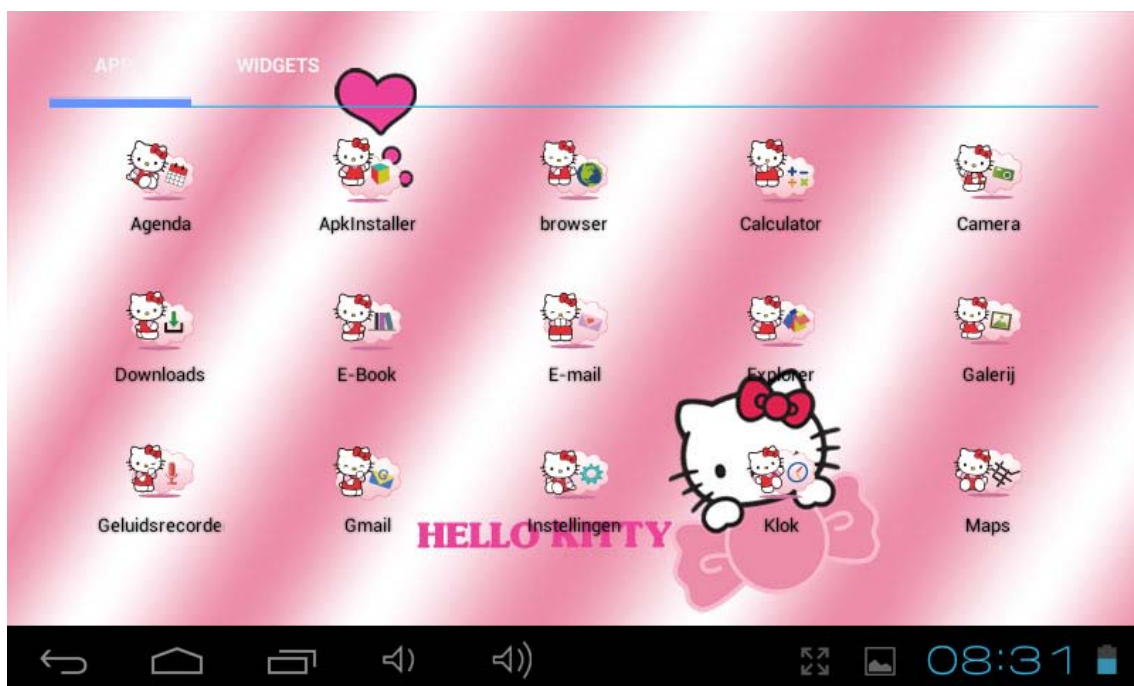 APPS WIDGETS
Agenda ApkInstaller browser Calculator Camera
Downloads E-Book E-mail Explorer Galerij
Geluidsrecorde Gmail Instellingen Klok Maps
HELLO KITTY
08:31